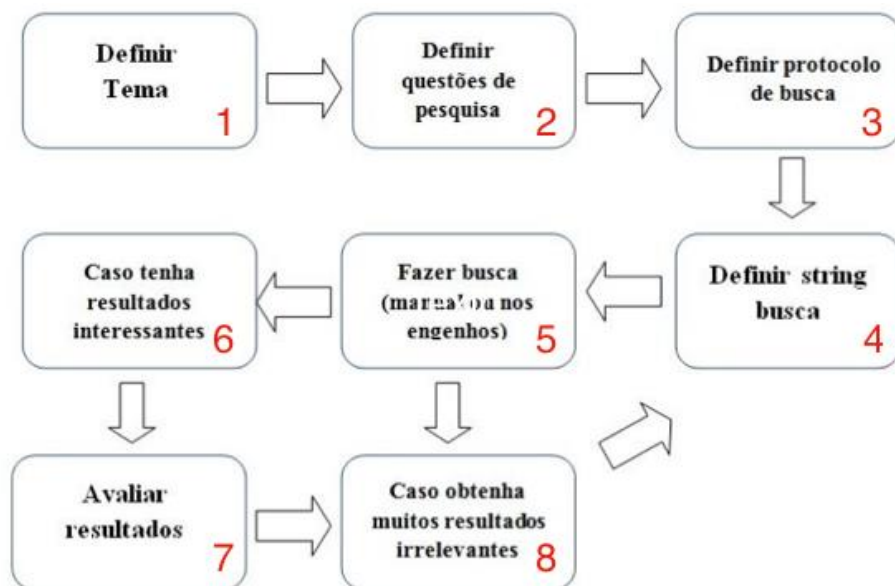 Definir
Tema
1
Definir
questões de
pesquisa
2
Definir protocolo
de busca
3
Caso tenha
resultados
interessantes
6
Fazer busca
nos
engenhos)
5
Definir string
busca
4
Avaliar
resultados
7
Caso obtenha
muitos resultados
irrelevantes
8